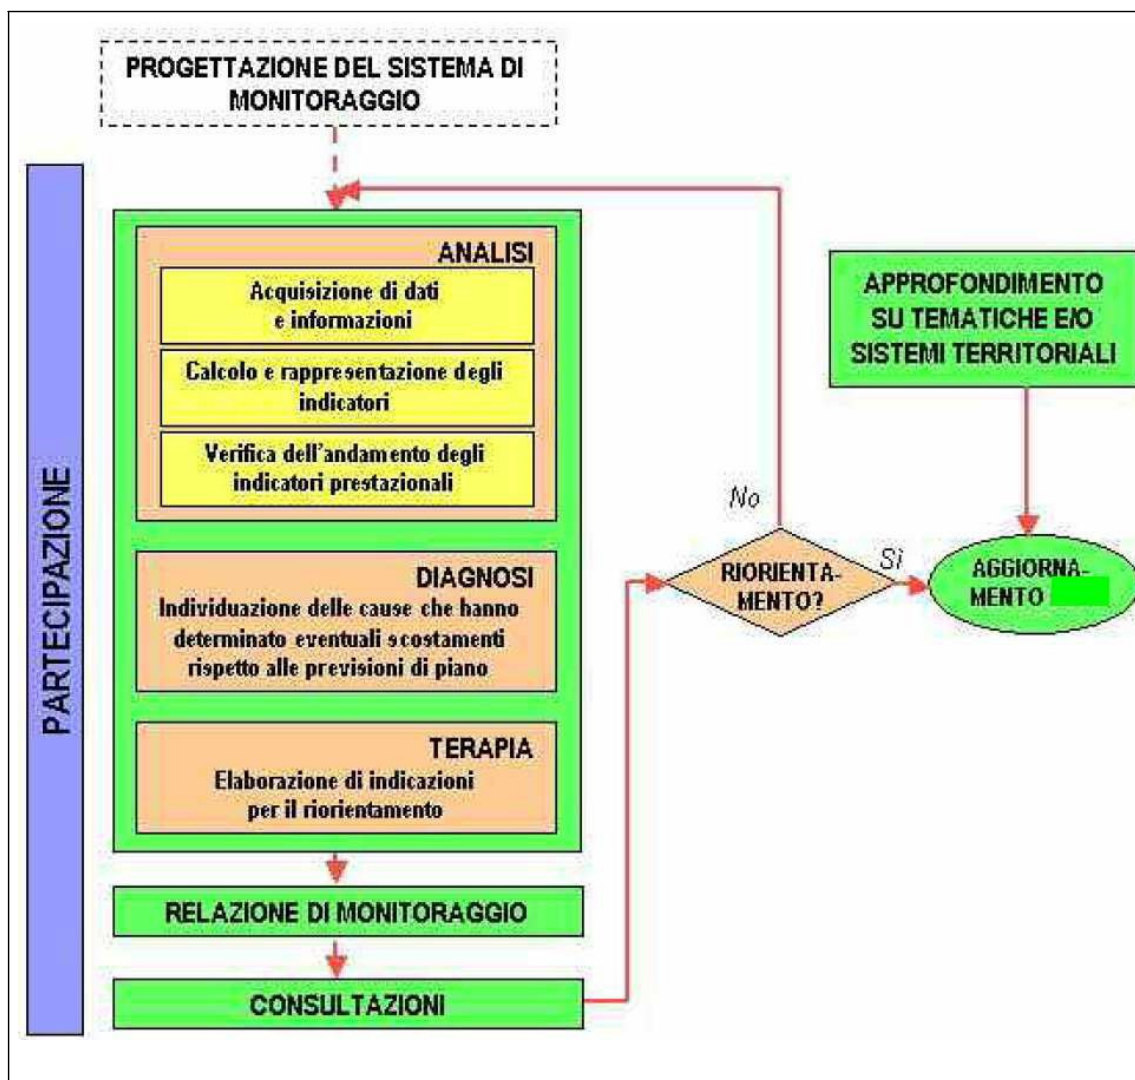 PROGETTAZIONE DEL SISTEMA DI
MONITORAGGIO
PARTECIPAZIONE
ANALISI
Acquisizione di dati
e informazioni
Calcolo e rappresentazione degli
indicatori
Verifica dell'andamento degli
indicatori prestazionali
DIAGNOSI
Individuazione delle cause che hanno
determinato eventuali scostamenti
rispetto alle previsioni di piano
TERAPIA
Elaborazione di indicazioni
per il riorientamento
RELAZIONE DI MONITORAGGIO
CONSULTAZIONI
RIORIENTA-
MENTO?
No
Sì
APPROFONDIMENTO
SU TEMATICHE E/O
SISTEMI TERRITORIALI
AGGIORNA-
MENTO